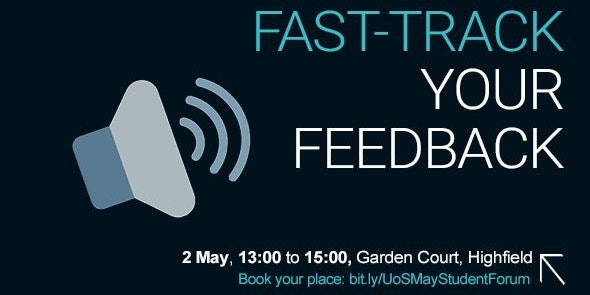 FAST-TRACK
YOUR
FEEDBACK
2 May, 13:00 to 15:00, Garden Court, Highfield
Book your place: bit.ly/UoSMayStudentForum